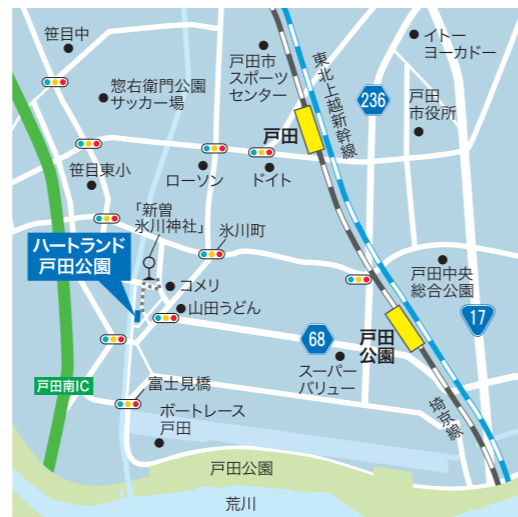 笹目中
惣右衛門公園
サッカー場
戸田市
スポーツ
センター
東北上越新幹線
イトー
ヨーカドー
236
戸田
市役所
戸田
ローソン
ドイト
笹目東小
「新曽
氷川神社」
氷川町
ハートランド
戸田公園
コメリ
山田うどん
戸田中央
総合公園
17
68
戸田
公園
スーパー
バリュー
戸田南IC
富士見橋
ボートレース
戸田
埼京線
戸田公園
荒川